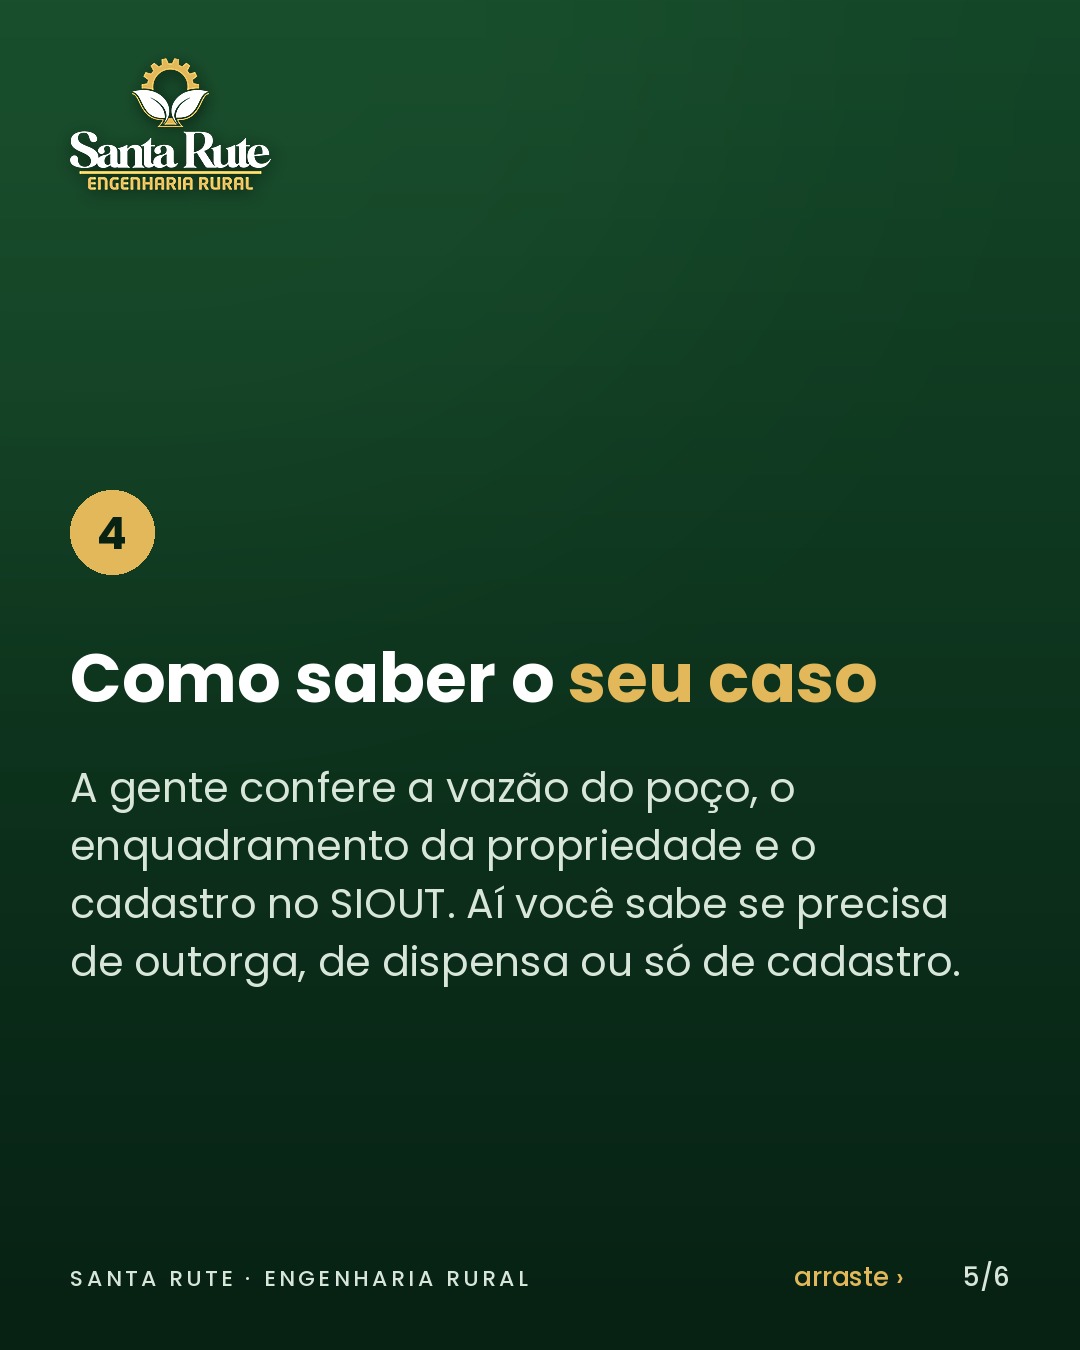 Santa Rute
ENGENHARIA RURAL
4
Como saber o seu caso
A gente confere a vazão do poço, o
enquadramento da propriedade e o
cadastro no SIOUT. Aí você sabe se precisa
de outorga, de dispensa ou só de cadastro.
SANTA RUTE · ENGENHARIA RURAL
arraste › 5/6